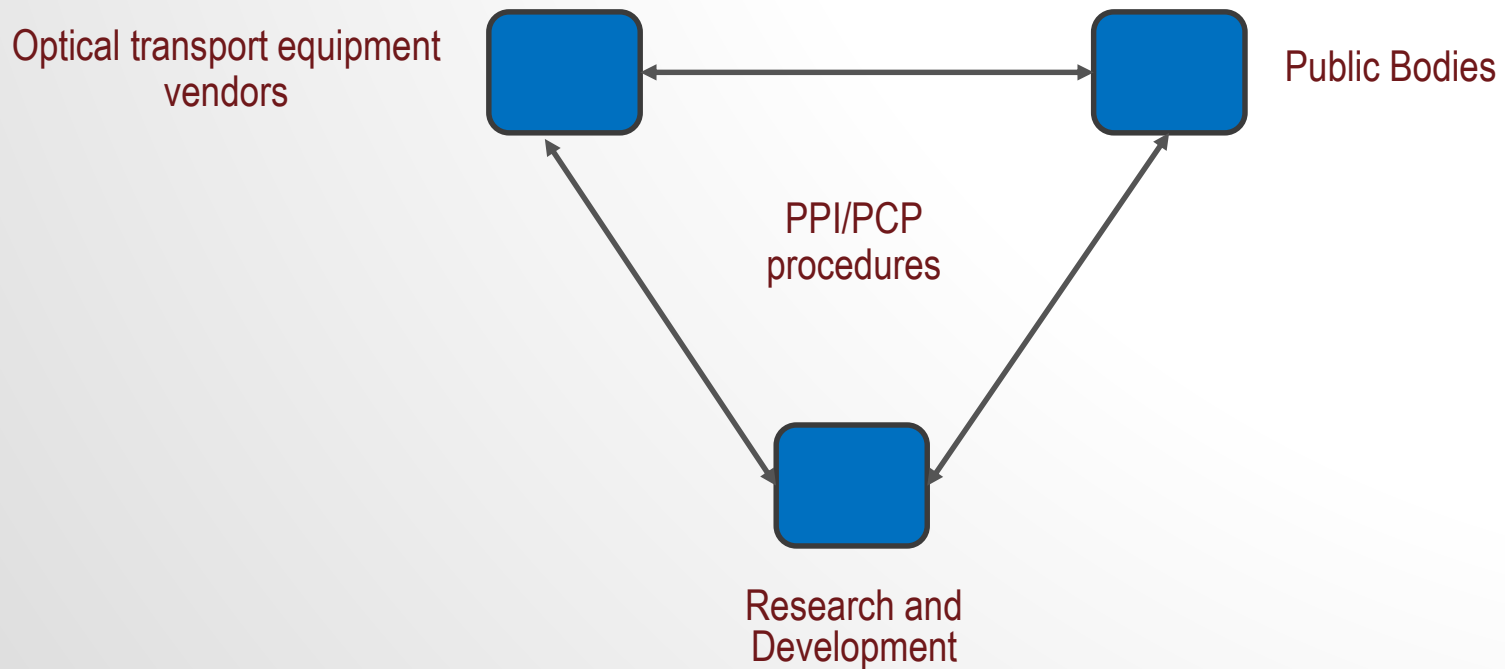 Optical transport equipment
vendors
Public Bodies
PPI/PCP
procedures
Research and
Development